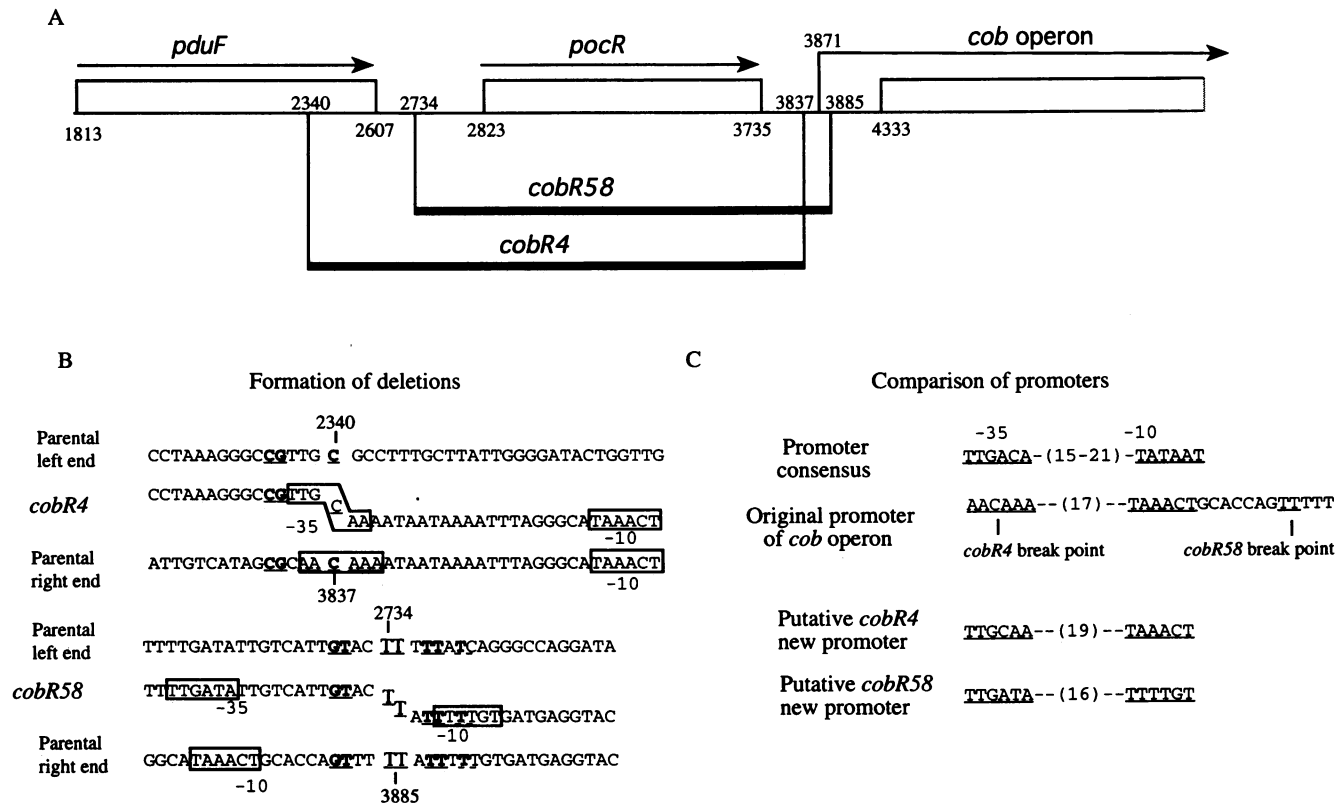 A
pduF
pocR
3871
cob operon
2340
2734
3837
3885
1813
2607
2823
3735
4333
cobR58
cobR4
B
Formation of deletions
2340
Parental
left end
CCTAAAGGGCCGTTG C GCCTTTGCTTATTGGGGATACTGGTTG
cobR4
CCTAAAGGGCCGTTG
C
AAAATAATAAAATTTAGGGCATAAACT
-35
-10
Parental
right end
ATTGTCATAGCGCAA C AAAATAATAAAATTTAGGGCATAAACT
-10
3837
2734
Parental
left end
TTTTGATATTGTCATTGTAC TT TTTATCAGGGCCAGGATA
cobR58
TTTTGATATTGTCATTGTAC
-35
T
T
ATTTTTGTGATGAGGTAC
-10
Parental
right end
GGCATAAACTGCACCAGTTT TT ATTTTTGTGATGAGGTAC
-10
3885
C
Comparison of promoters
-35
-10
Promoter
consensus
TTGACA-(15-21)-TATAAT
Original promoter
of cob operon
AACAAA--(17)--TAAACTGCACCAGTTTTT
cobR4 break point
cobR58 break point
Putative cobR4
new promoter
TTGCAA--(19)--TAAACT
Putative cobR58
new promoter
TTGATA--(16)--TTTTGT